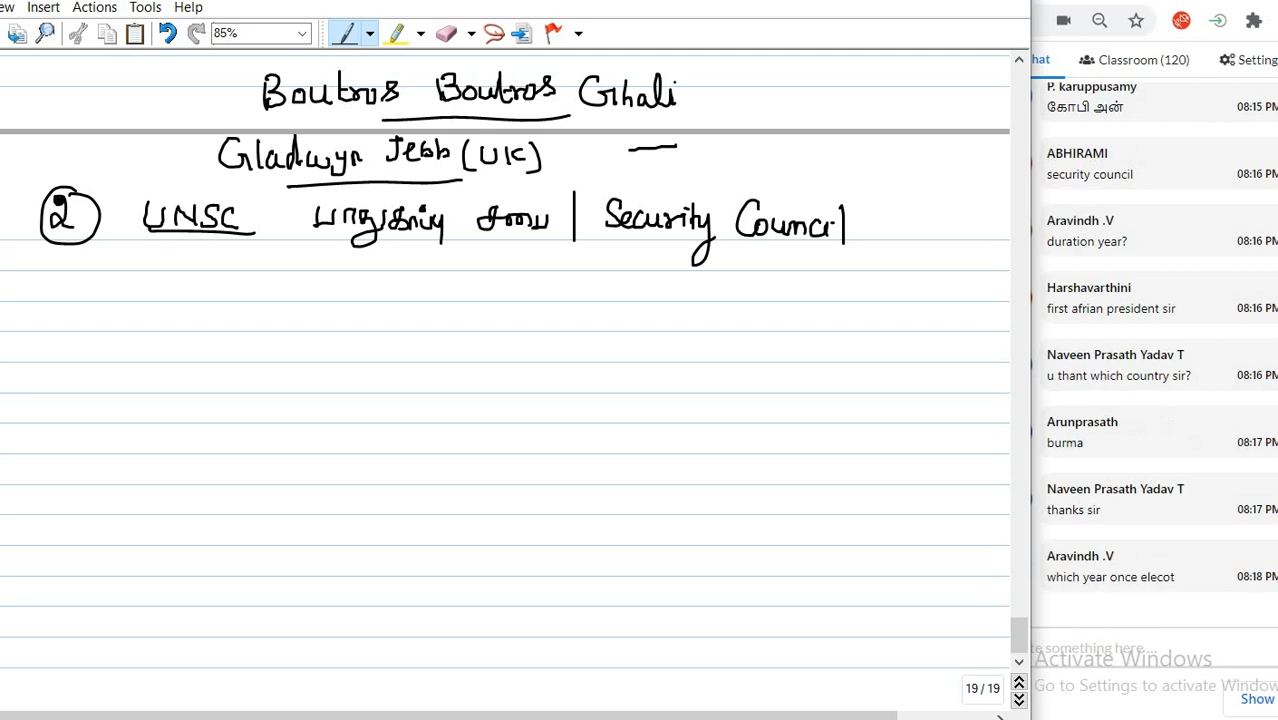 ew Insert Actions Tools Help
85%
Boutros Boutros Ghali
Gladwyn Jebb (UK)
2 UNSC பாதுகாப்பு சபை | Security Council
19 / 19
hat Classroom (120) Setting
P. karuppusamy
கோபி அன் 08:15 PM
ABHIRAMI
security council 08:16 PM
Aravindh .V
duration year? 08:16 PM
Harshavarthini
first afrian president sir 08:16 PM
Naveen Prasath Yadav T
u thant which country sir? 08:16 PM
Arunprasath
burma 08:17 PM
Naveen Prasath Yadav T
thanks sir 08:17 PM
Aravindh .V
which year once elecot 08:18 PM
e something here....
Activate Windows
Go to Settings to activate Window
Show